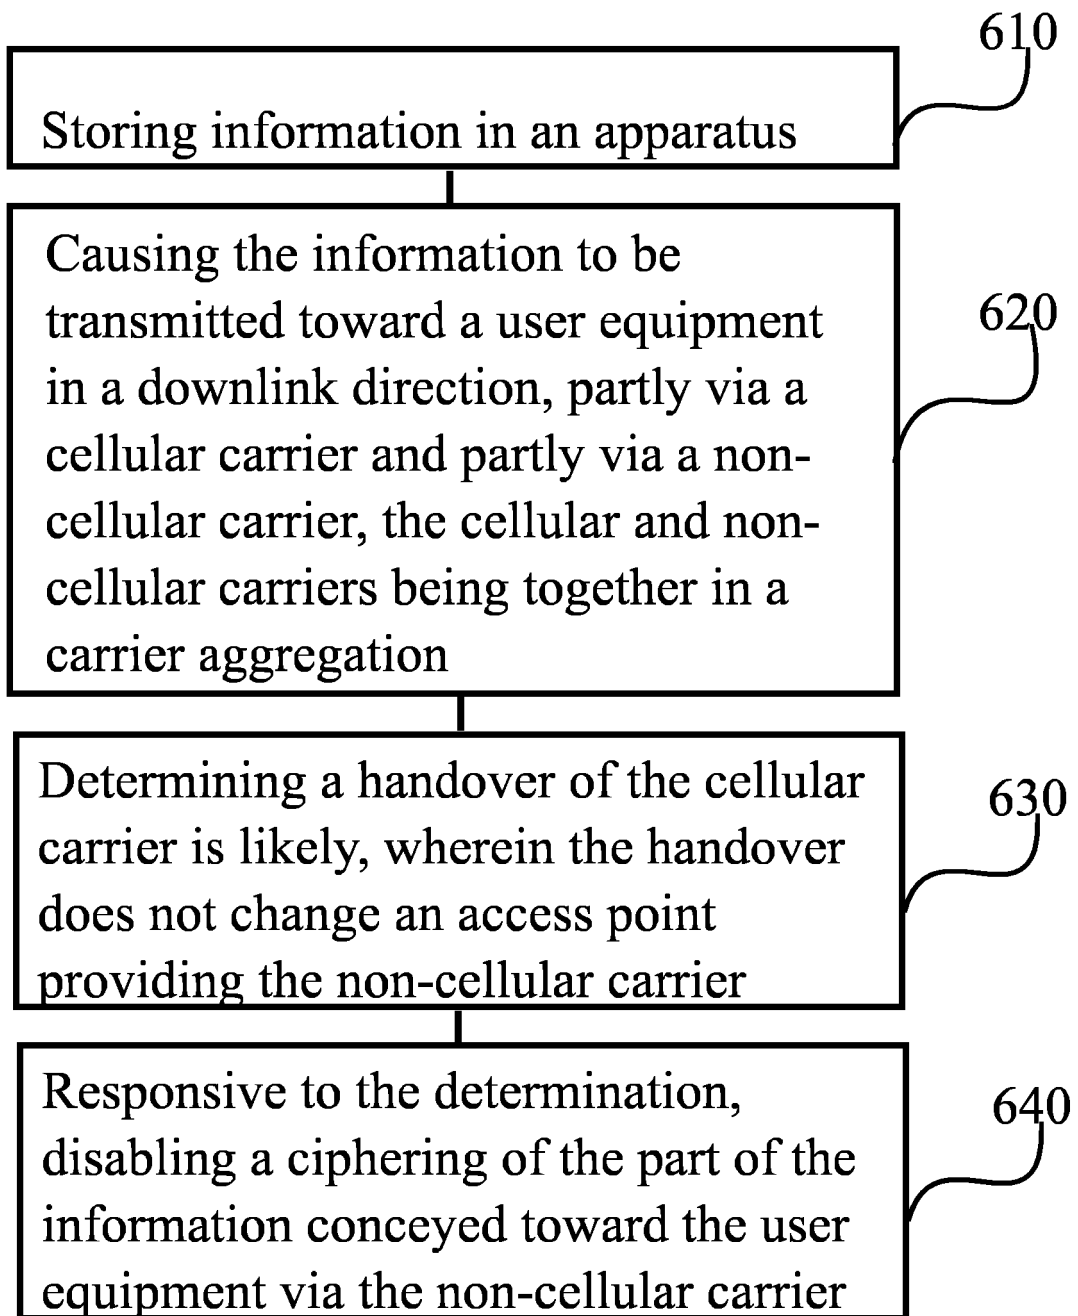 610
Storing information in an apparatus
Causing the information to be
transmitted toward a user equipment
620
in a downlink direction, partly via a
cellular carrier and partly via a non-
cellular carrier, the cellular and non-
cellular carriers being together in a
carrier aggregation
Determining a handover of the cellular
630
carrier is likely, wherein the handover
does not change an access point
providing the non-cellular carrier
Responsive to the determination,
640
disabling a ciphering of the part of the
information conceyed toward the user
equipment via the non-cellular carrier